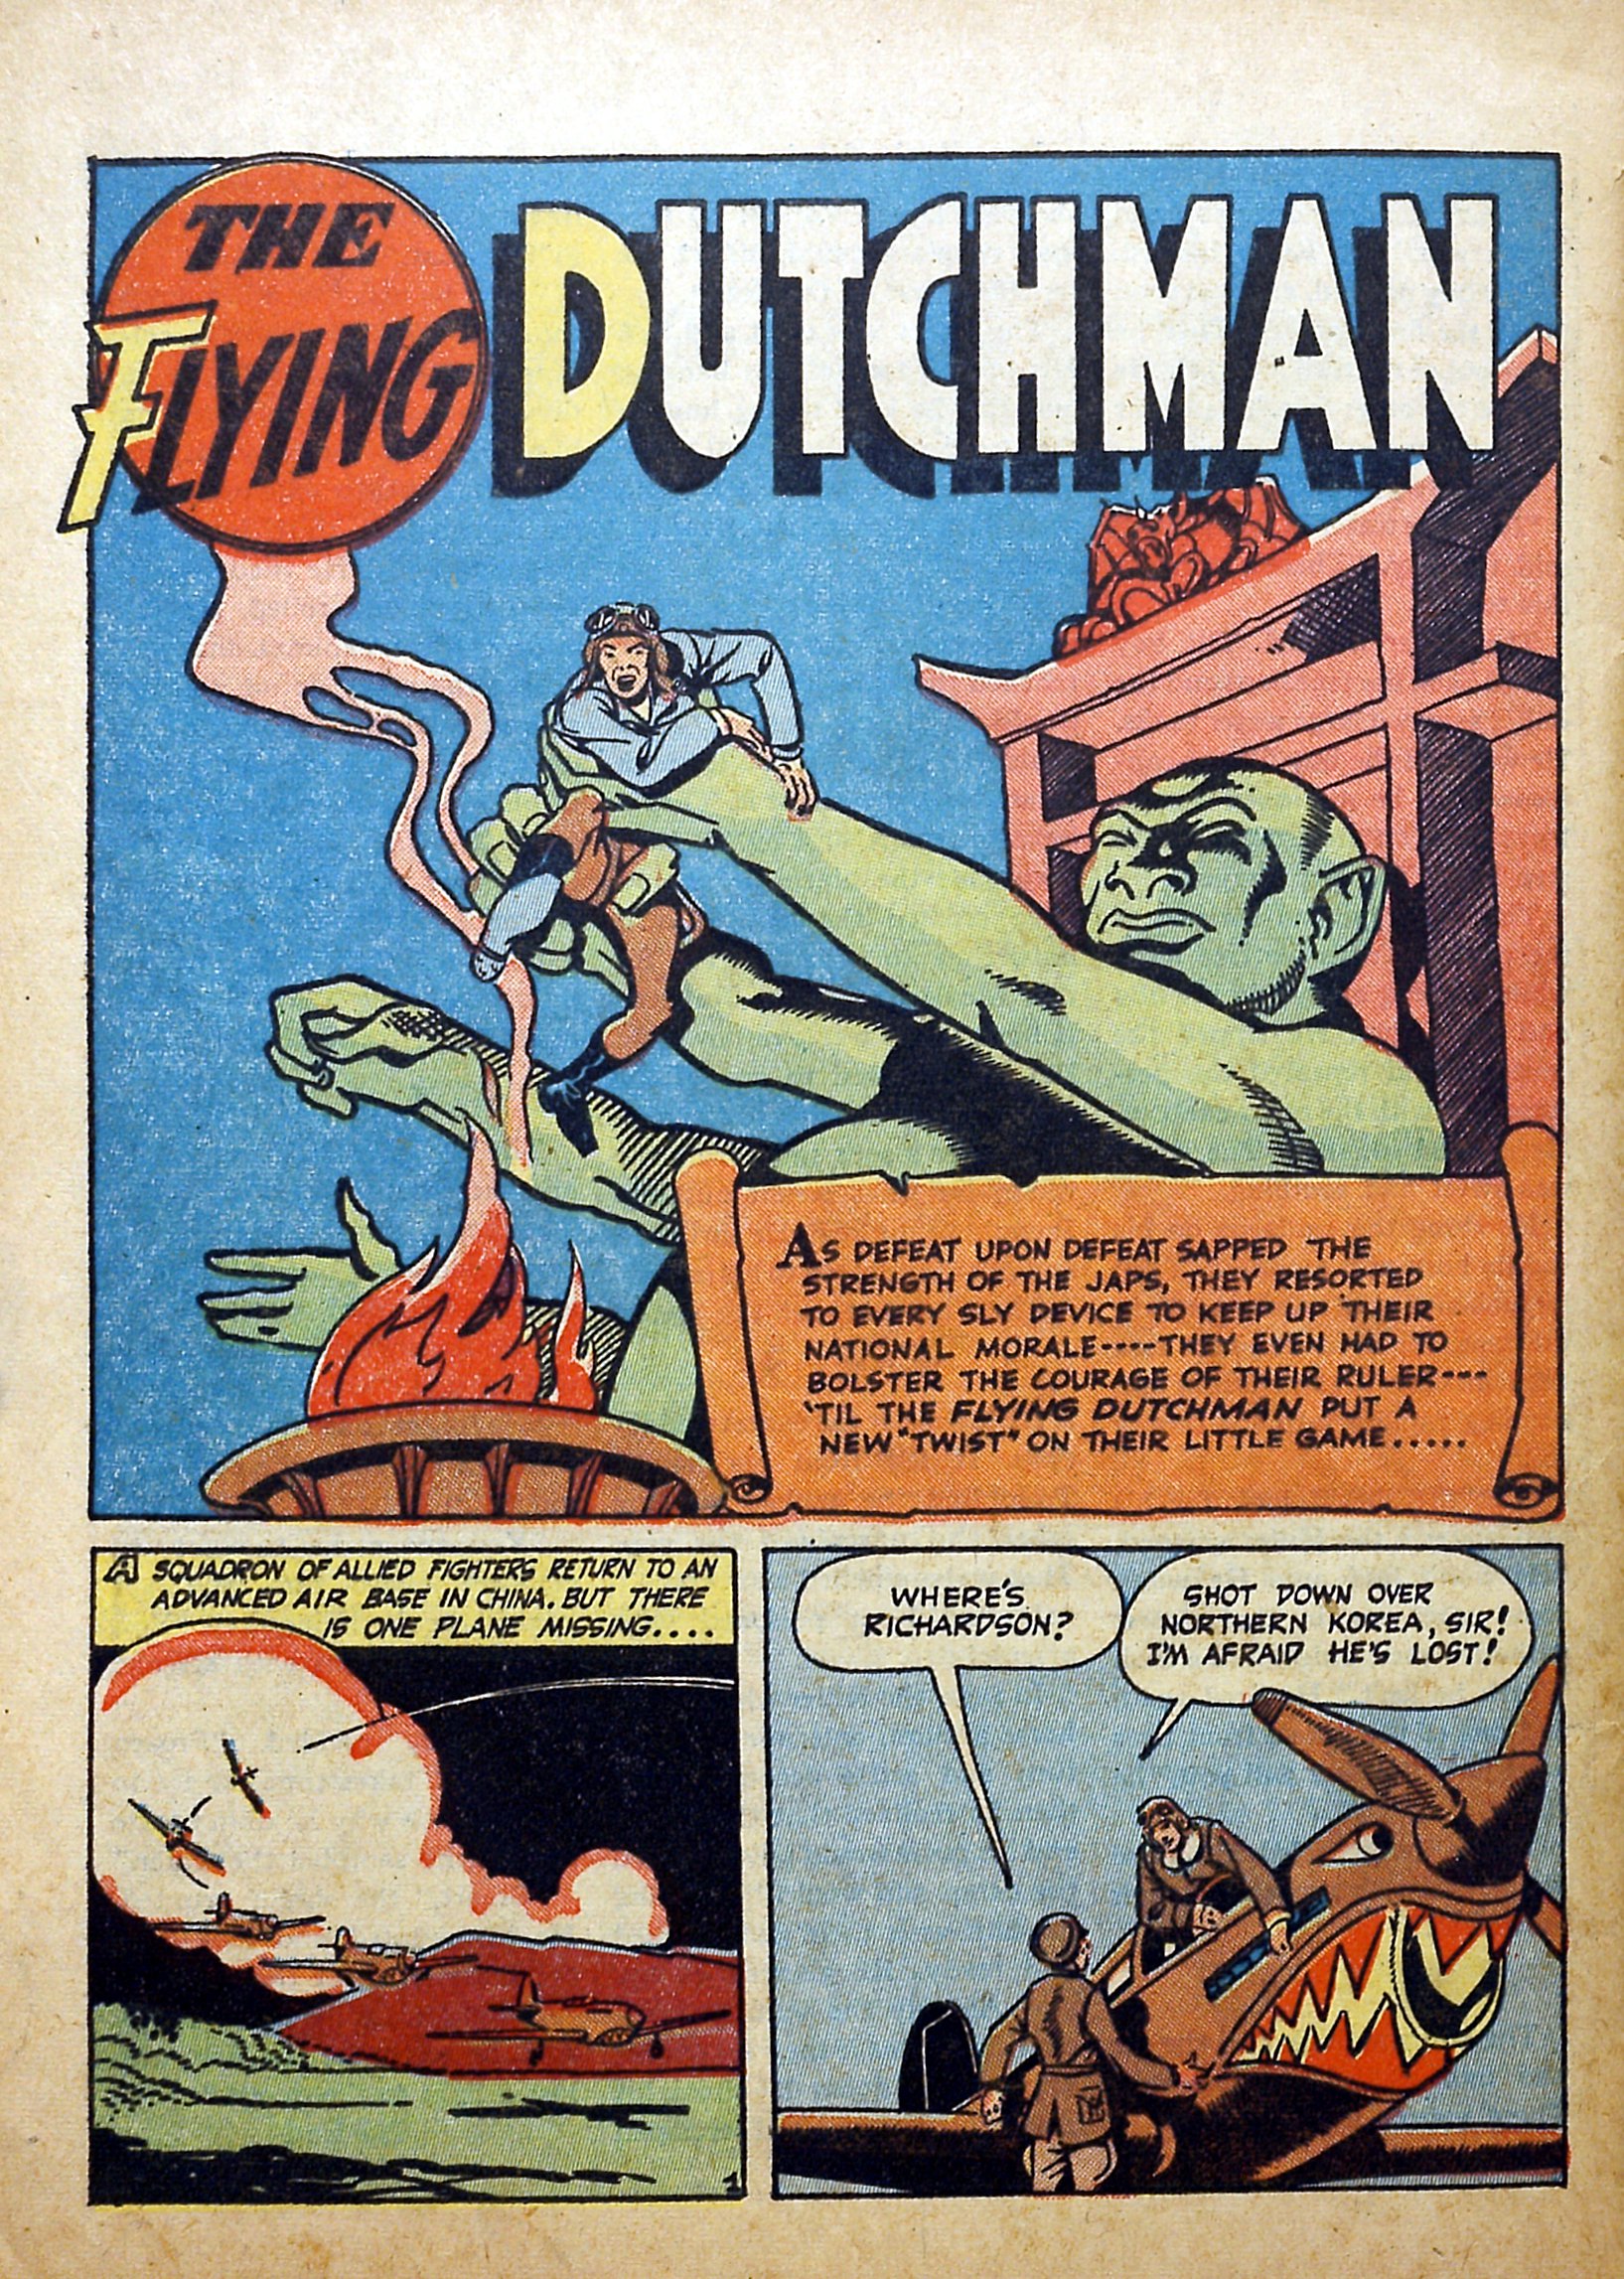 THE
FLYING
DUTCHMAN
AS DEFEAT UPON DEFEAT SAPPED THE
STRENGTH OF THE JAPS, THEY RESORTED
TO EVERY SLY DEVICE TO KEEP UP THEIR
NATIONAL MORALE----THEY EVEN HAD TO
BOLSTER THE COURAGE OF THEIR RULER---
'TIL THE FLYING DUTCHMAN PUT A
NEW "TWIST" ON THEIR LITTLE GAME.....
A SQUADRON OF ALLIED FIGHTERS RETURN TO AN
ADVANCED AIR BASE IN CHINA. BUT THERE
IS ONE PLANE MISSING....
1
WHERE'S
RICHARDSON?
SHOT DOWN OVER
NORTHERN KOREA, SIR!
I'M AFRAID HE'S LOST!